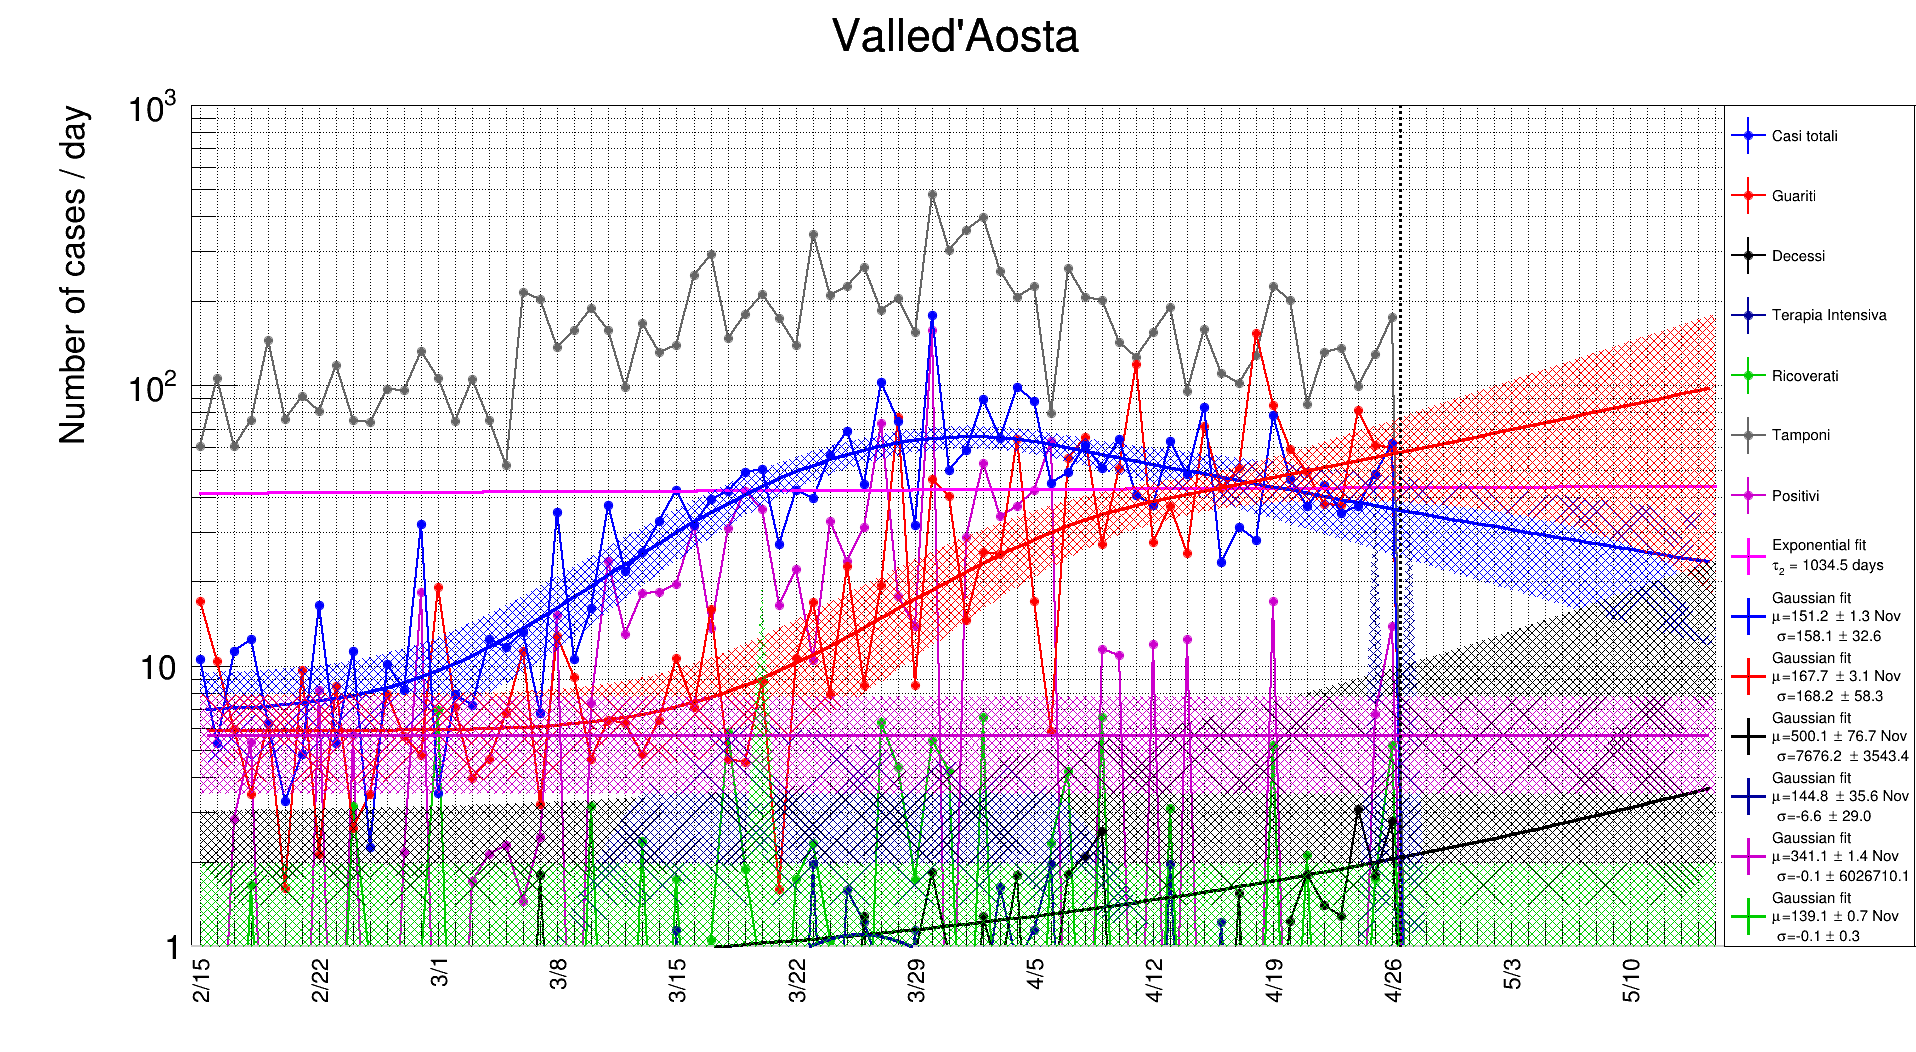 Valled'Aosta
Number of cases / day
10³
10²
10
1
2/15
2/22
3/1
3/8
3/15
3/22
3/29
4/5
4/12
4/19
4/26
5/3
5/10
Casi totali
Guariti
Decessi
Terapia Intensiva
Ricoverati
Tamponi
Positivi
Exponential fit
τ₂ = 1034.5 days
Gaussian fit
μ=151.2 ± 1.3 Nov
σ=158.1 ± 32.6
Gaussian fit
μ=167.7 ± 3.1 Nov
σ=168.2 ± 58.3
Gaussian fit
μ=500.1 ± 76.7 Nov
σ=7676.2 ± 3543.4
Gaussian fit
μ=144.8 ± 35.6 Nov
σ=-6.6 ± 29.0
Gaussian fit
μ=341.1 ± 1.4 Nov
σ=-0.1 ± 6026710.1
Gaussian fit
μ=139.1 ± 0.7 Nov
σ=-0.1 ± 0.3